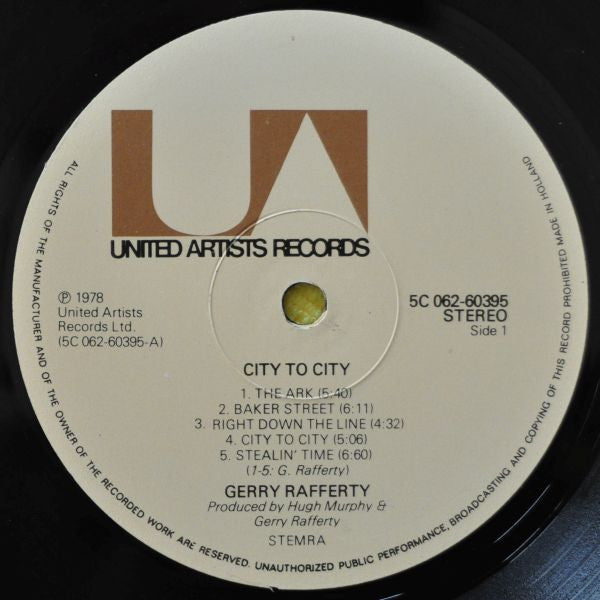 UA
UNITED ARTISTS RECORDS
℗ 1978
United Artists
Records Ltd.
(5C 062-60395-A)
5C 062-60395
STEREO
Side 1
CITY TO CITY
1. THE ARK (5:40)
2. BAKER STREET (6:11)
3. RIGHT DOWN THE LINE (4:32)
4. CITY TO CITY (5:06)
5. STEALIN' TIME (6:60)
(1-5: G. Rafferty)
GERRY RAFFERTY
Produced by Hugh Murphy &
Gerry Rafferty
STEMRA
ALL RIGHTS OF THE MANUFACTURER AND OF THE OWNER OF THE RECORDED WORK ARE RESERVED. UNAUTHORIZED PUBLIC PERFORMANCE, BROADCASTING AND COPYING OF THIS RECORD PROHIBITED MADE IN HOLLAND